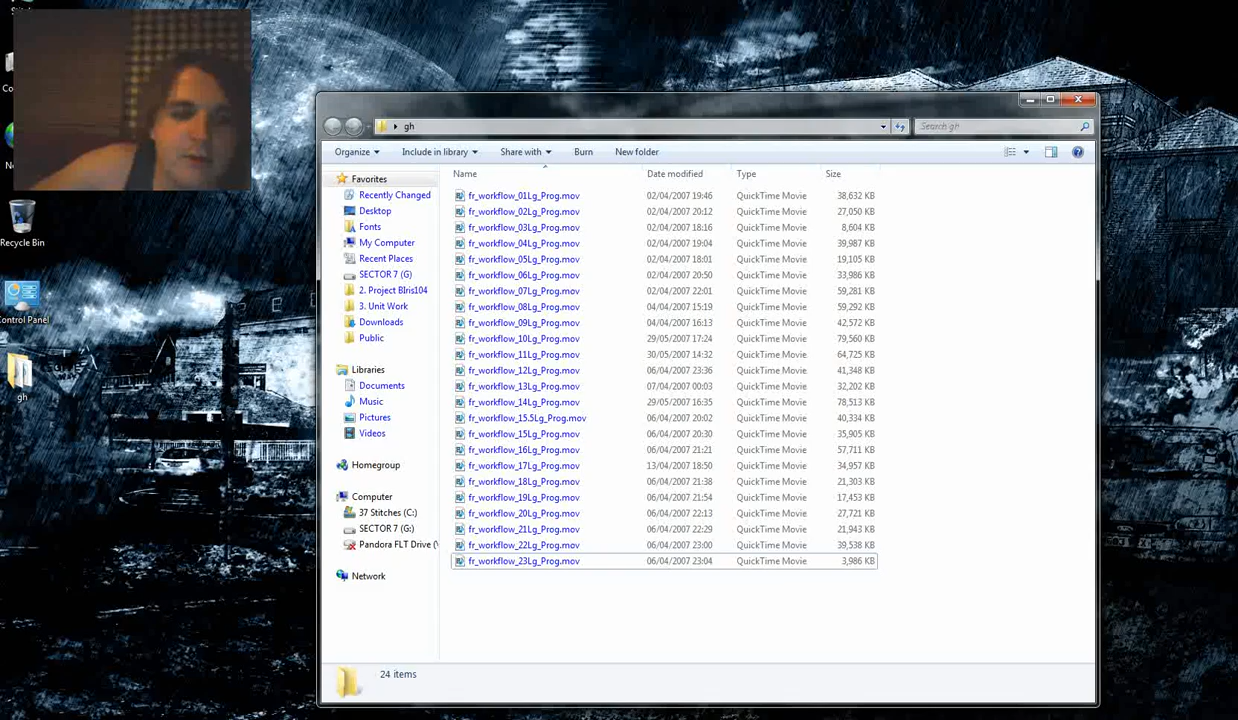 gh
Search gh
Organize
Include in library
Share with
Burn
New folder
Favorites
Recently Changed
Desktop
Fonts
My Computer
Recent Places
SECTOR 7 (G)
2. Project BIris104
3. Unit Work
Downloads
Public
Libraries
Documents
Music
Pictures
Videos
Homegroup
Computer
37 Stitches (C:)
SECTOR 7 (G:)
Pandora FLT Drive (
Network
Name Date modified Type Size
fr_workflow_01Lg_Prog.mov 02/04/2007 19:46 QuickTime Movie 38,632 KB
fr_workflow_02Lg_Prog.mov 02/04/2007 20:12 QuickTime Movie 27,050 KB
fr_workflow_03Lg_Prog.mov 02/04/2007 18:16 QuickTime Movie 8,604 KB
fr_workflow_04Lg_Prog.mov 02/04/2007 19:04 QuickTime Movie 39,987 KB
fr_workflow_05Lg_Prog.mov 02/04/2007 18:01 QuickTime Movie 19,105 KB
fr_workflow_06Lg_Prog.mov 02/04/2007 20:50 QuickTime Movie 33,986 KB
fr_workflow_07Lg_Prog.mov 02/04/2007 22:01 QuickTime Movie 59,281 KB
fr_workflow_08Lg_Prog.mov 04/04/2007 15:19 QuickTime Movie 59,292 KB
fr_workflow_09Lg_Prog.mov 04/04/2007 16:13 QuickTime Movie 42,572 KB
fr_workflow_10Lg_Prog.mov 29/05/2007 17:24 QuickTime Movie 79,560 KB
fr_workflow_11Lg_Prog.mov 30/05/2007 14:32 QuickTime Movie 64,725 KB
fr_workflow_12Lg_Prog.mov 06/04/2007 23:36 QuickTime Movie 41,348 KB
fr_workflow_13Lg_Prog.mov 07/04/2007 00:03 QuickTime Movie 32,202 KB
fr_workflow_14Lg_Prog.mov 29/05/2007 16:35 QuickTime Movie 78,513 KB
fr_workflow_15.5Lg_Prog.mov 06/04/2007 20:02 QuickTime Movie 40,334 KB
fr_workflow_15Lg_Prog.mov 06/04/2007 20:30 QuickTime Movie 35,905 KB
fr_workflow_16Lg_Prog.mov 06/04/2007 21:21 QuickTime Movie 57,711 KB
fr_workflow_17Lg_Prog.mov 13/04/2007 18:50 QuickTime Movie 34,957 KB
fr_workflow_18Lg_Prog.mov 06/04/2007 21:38 QuickTime Movie 21,303 KB
fr_workflow_19Lg_Prog.mov 06/04/2007 21:54 QuickTime Movie 17,453 KB
fr_workflow_20Lg_Prog.mov 06/04/2007 22:13 QuickTime Movie 27,721 KB
fr_workflow_21Lg_Prog.mov 06/04/2007 22:29 QuickTime Movie 21,943 KB
fr_workflow_22Lg_Prog.mov 06/04/2007 23:00 QuickTime Movie 39,538 KB
fr_workflow_23Lg_Prog.mov 06/04/2007 23:04 QuickTime Movie 3,986 KB
24 items
Recycle Bin
Control Panel
gh